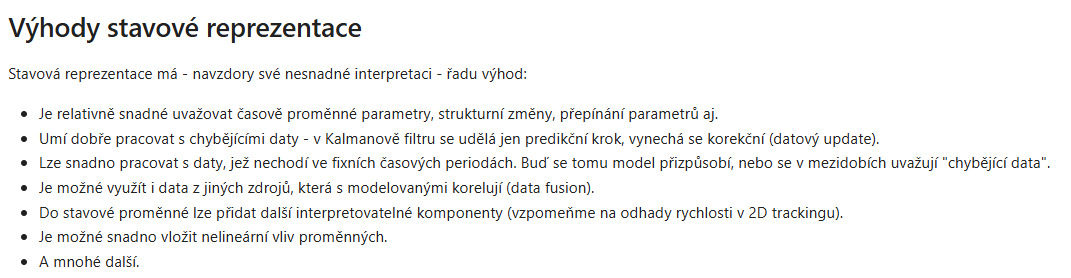 Výhody stavové reprezentace
Stavová reprezentace má - navzdory své nesnadné interpretaci - řadu výhod:
• Je relativně snadné uvažovat časově proměnné parametry, strukturní změny, přepínání parametrů aj.
• Umí dobře pracovat s chybějícími daty - v Kalmanově filtru se udělá jen predikční krok, vynechá se korekční (datový update).
• Lze snadno pracovat s daty, jež nechodí ve fixních časových periodách. Buď se tomu model přizpůsobí, nebo se v mezidobích uvažují "chybějící data".
• Je možné využít i data z jiných zdrojů, která s modelovanými korelují (data fusion).
• Do stavové proměnné lze přidat další interpretovatelné komponenty (vzpomeňme na odhady rychlosti v 2D trackingu).
• Je možné snadno vložit nelineární vliv proměnných.
• A mnohé další.